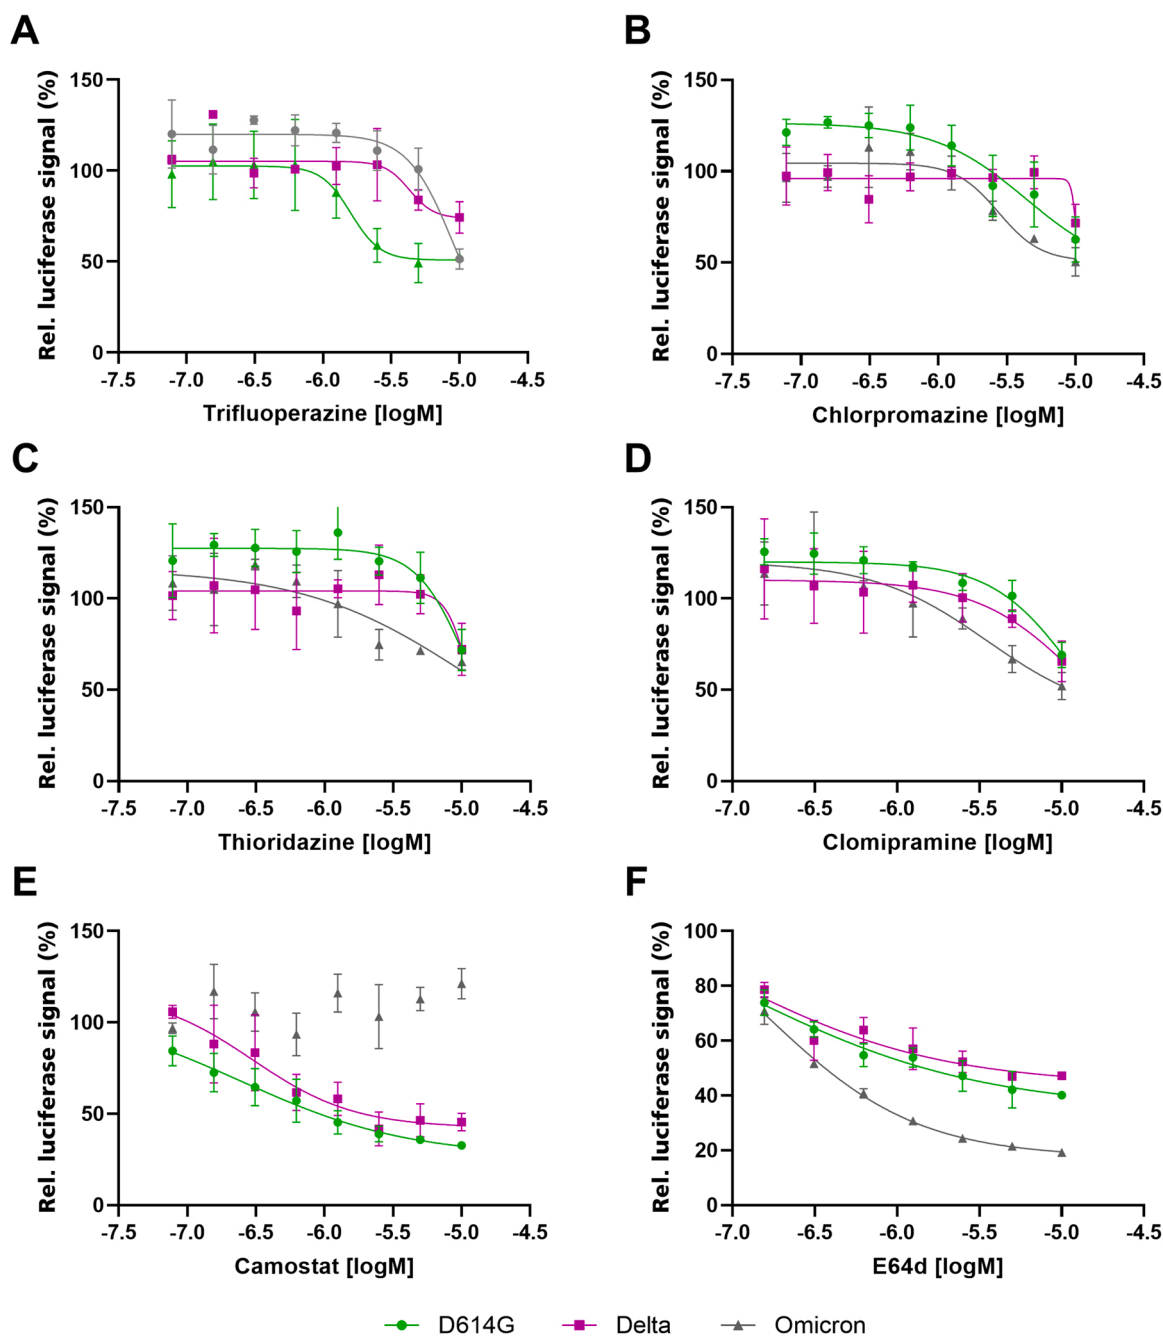 A
Rel. luciferase signal (%)
150
100
50
0
-7.5 -7.0 -6.5 -6.0 -5.5 -5.0 -4.5
Trifluoperazine [logM]
B
Rel. luciferase signal (%)
150
100
50
0
-7.5 -7.0 -6.5 -6.0 -5.5 -5.0 -4.5
Chlorpromazine [logM]
C
Rel. luciferase signal (%)
150
100
50
0
-7.5 -7.0 -6.5 -6.0 -5.5 -5.0 -4.5
Thioridazine [logM]
D
Rel. luciferase signal (%)
150
100
50
0
-7.0 -6.5 -6.0 -5.5 -5.0 -4.5
Clomipramine [logM]
E
Rel. luciferase signal (%)
150
100
50
0
-7.5 -7.0 -6.5 -6.0 -5.5 -5.0 -4.5
Camostat [logM]
F
Rel. luciferase signal (%)
100
80
60
40
20
0
-7.0 -6.5 -6.0 -5.5 -5.0 -4.5
E64d [logM]
D614G Delta Omicron